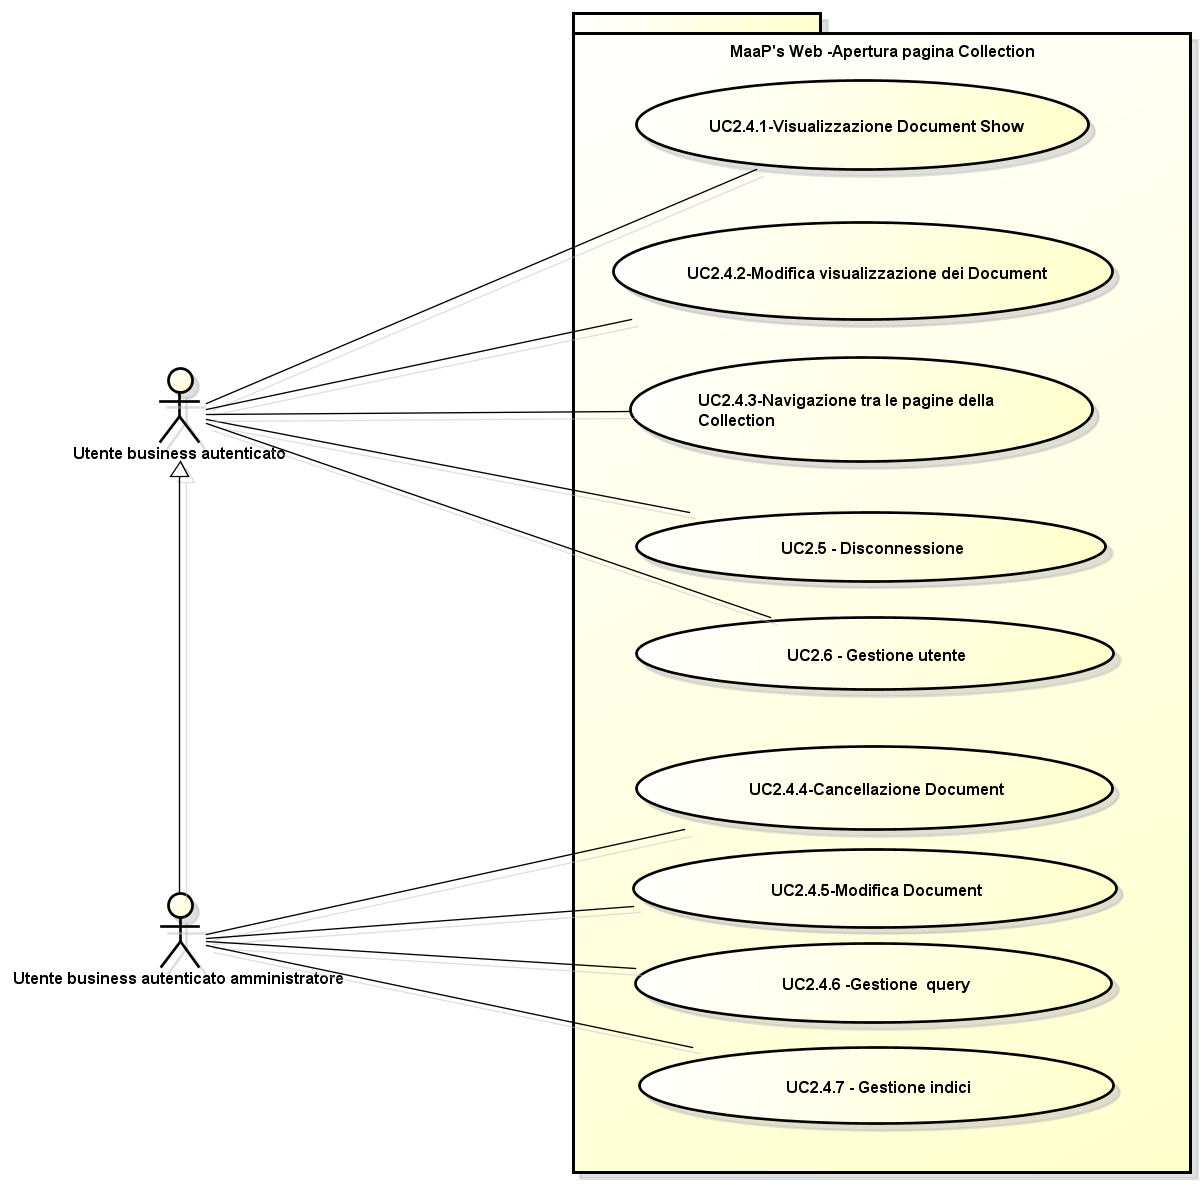 MaaP's Web -Apertura pagina Collection
UC2.4.1-Visualizzazione Document Show
UC2.4.2-Modifica visualizzazione dei Document
UC2.4.3-Navigazione tra le pagine della
Collection
Utente business autenticato
UC2.5 - Disconnessione
UC2.6 - Gestione utente
UC2.4.4-Cancellazione Document
UC2.4.5-Modifica Document
Utente business autenticato amministratore
UC2.4.6 -Gestione  query
UC2.4.7 - Gestione indici